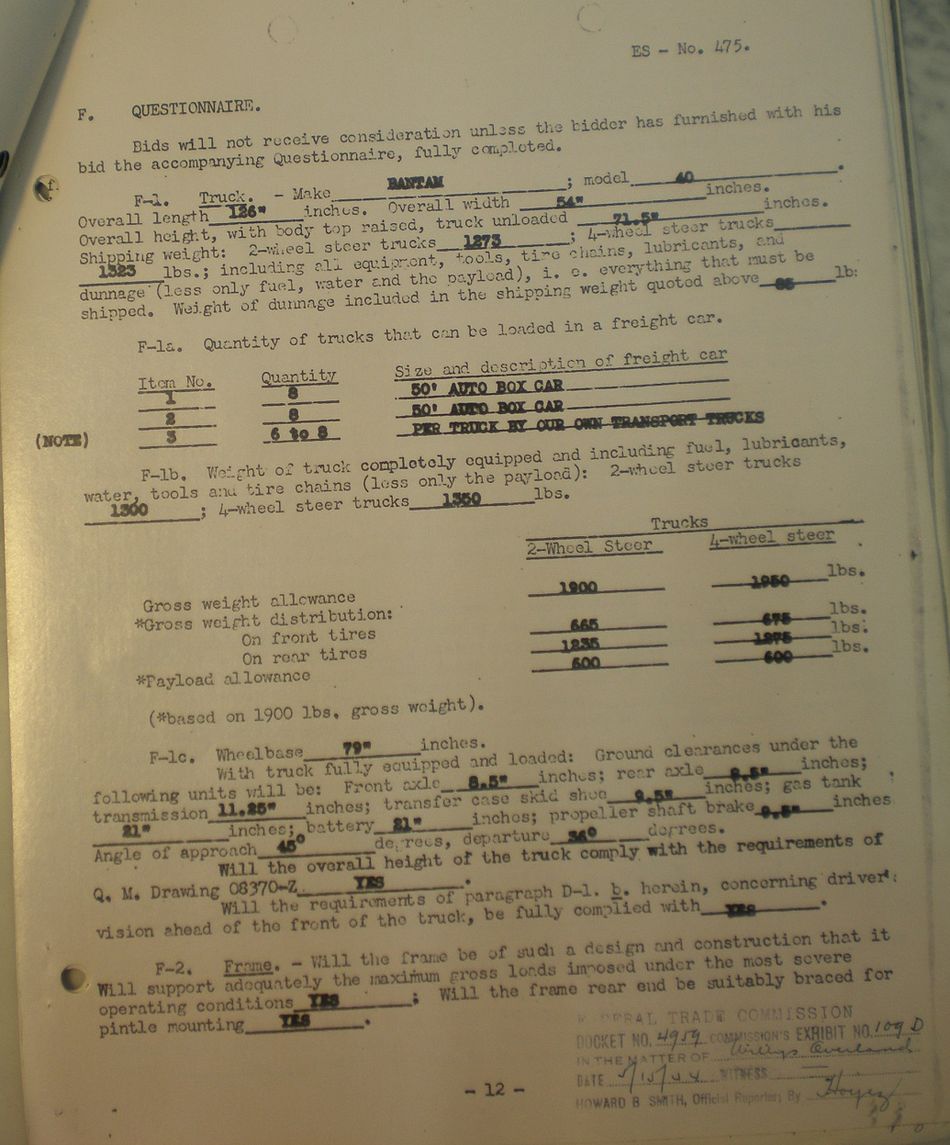 ES - No. 475.
F. QUESTIONNAIRE.
Bids will not receive consideration unless the bidder has furnished with his
bid the accompanying Questionnaire, fully completed.
F-1. Truck. - Make BANTAM ; model 40 .
Overall length 126" inches. Overall width 54" inches.
Overall height, with body top raised, truck unloaded 71.5" inches.
Shipping weight: 2-wheel steer trucks 1273 ; 4-wheel steer trucks
1323 lbs.; including all equipment, tools, tire chains, lubricants, and
dunnage (less only fuel, water and the payload), i. e. everything that must be
shipped. Weight of dunnage included in the shipping weight quoted above lb:
F-1a. Quantity of trucks that can be loaded in a freight car.
Item No. Quantity Size and description of freight car
1 8 50' AUTO BOX CAR
2 8 50' AUTO BOX CAR
(NOTE) 3 6 to 8 PER TRUCK BY OUR OWN TRANSPORT TRUCKS
F-1b. Weight of truck completely equipped and including fuel, lubricants,
water, tools and tire chains (less only the payload): 2-wheel steer trucks
1300 ; 4-wheel steer trucks 1350 lbs.
Trucks
2-Wheel Steer 4-wheel steer
Gross weight allowance 1900 1950 lbs.
*Gross weight distribution:
On front tires 665 675 lbs.
On rear tires 1235 1275 lbs.
*Payload allowance 600 600 lbs.
(*based on 1900 lbs. gross weight).
F-1c. Wheelbase 79" inches.
With truck fully equipped and loaded: Ground clearances under the
following units will be: Front axle 8.5" inches; rear axle 8.5" inches;
transmission 11.25" inches; transfer case skid shoe 9.5" inches; gas tank
21" inches; battery 21" inches; propeller shaft brake 9.5" inches
Angle of approach 45° degrees, departure 34° degrees.
Will the overall height of the truck comply with the requirements of
Q. M. Drawing 08370-Z YES .
Will the requirements of paragraph D-1. b. herein, concerning driver's
vision ahead of the front of the truck, be fully complied with YES .
F-2. Frame. - Will the frame be of such a design and construction that it
Will support adequately the maximum gross loads imposed under the most severe
operating conditions YES ; Will the frame rear end be suitably braced for
pintle mounting YES .
FEDERAL TRADE COMMISSION
DOCKET NO. 4959 COMMISSION'S EXHIBIT NO. 109 D
IN THE MATTER OF Willys Overland
DATE 5/15/44 WITNESS
HOWARD B SMITH, Official Reporter; By
- 12 -